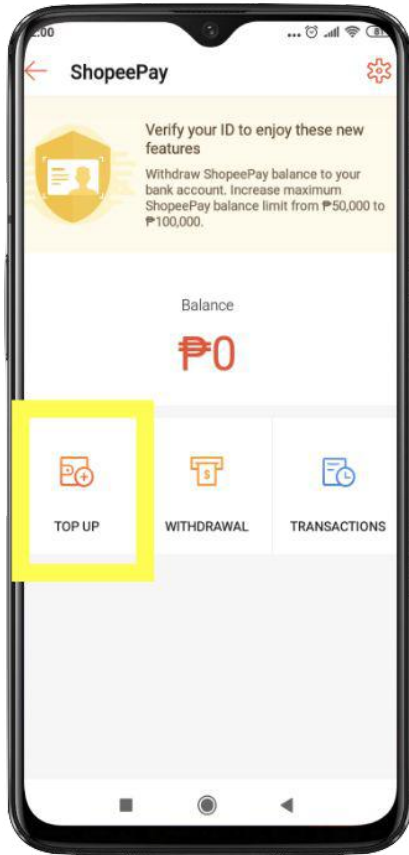 ShopeePay
Verify your ID to enjoy these new
features
Withdraw ShopeePay balance to your
bank account. Increase maximum
ShopeePay balance limit from ₱50,000 to
₱100,000.
Balance
₱0
TOP UP
WITHDRAWAL
TRANSACTIONS